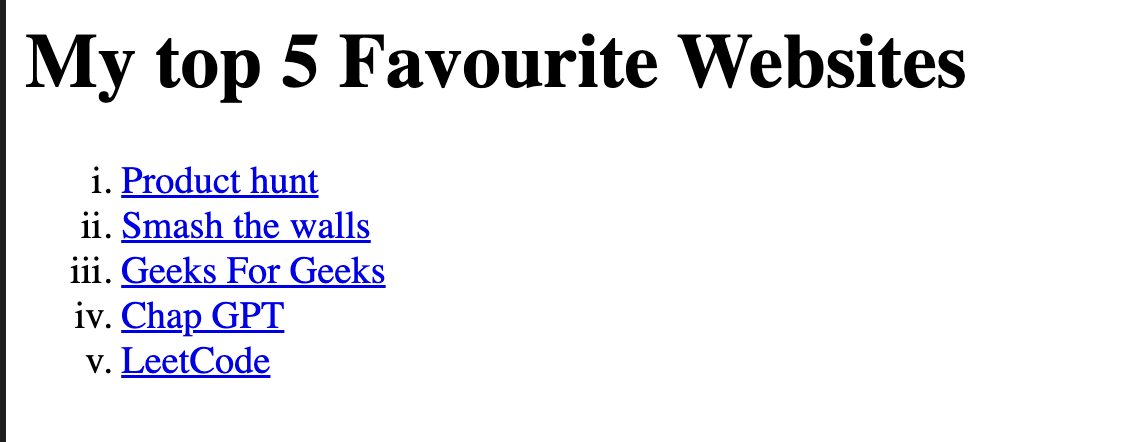 My top 5 Favourite Websites
i. Product hunt
ii. Smash the walls
iii. Geeks For Geeks
iv. Chap GPT
v. LeetCode